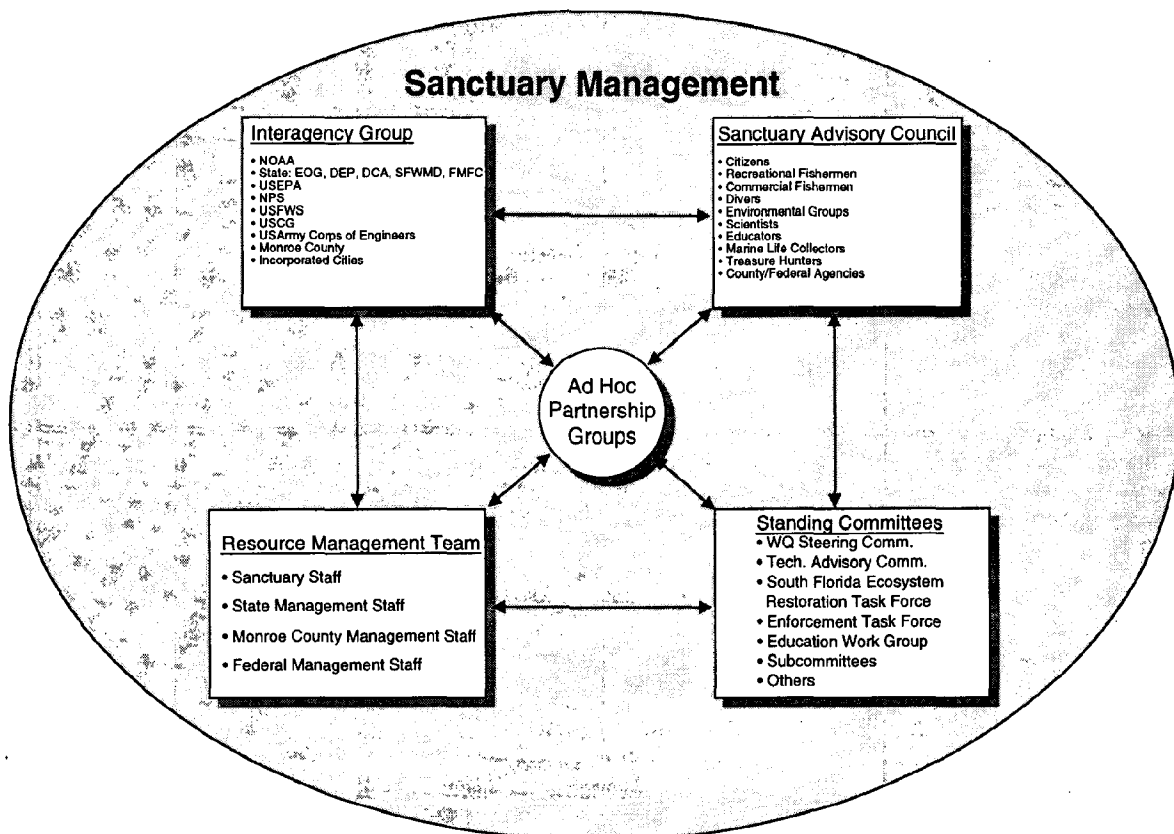 Sanctuary Management
Interagency Group
• NOAA
• State: EOG, DEP, DCA, SFWMD, FMFC
• USEPA
• NPS
• USFWS
• USCG
• USArmy Corps of Engineers
• Monroe County
• Incorporated Cities
Sanctuary Advisory Council
• Citizens
• Recreational Fishermen
• Commercial Fishermen
• Divers
• Environmental Groups
• Scientists
• Educators
• Marine Life Collectors
• Treasure Hunters
• County/Federal Agencies
Ad Hoc
Partnership
Groups
Resource Management Team
• Sanctuary Staff
• State Management Staff
• Monroe County Management Staff
• Federal Management Staff
Standing Committees
• WQ Steering Comm.
• Tech. Advisory Comm.
• South Florida Ecosystem
Restoration Task Force
• Enforcement Task Force
• Education Work Group
• Subcommittees
• Others